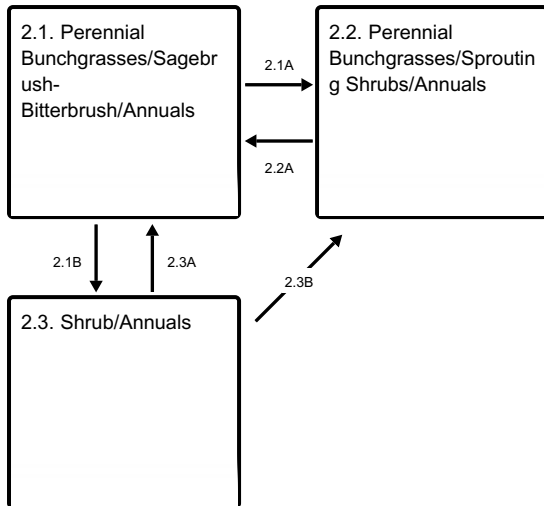 2.1. Perennial
Bunchgrasses/Sagebr
ush-
Bitterbrush/Annuals
2.1A
2.2. Perennial
Bunchgrasses/Sproutin
g Shrubs/Annuals
2.2A
2.1B
2.3A
2.3B
2.3. Shrub/Annuals